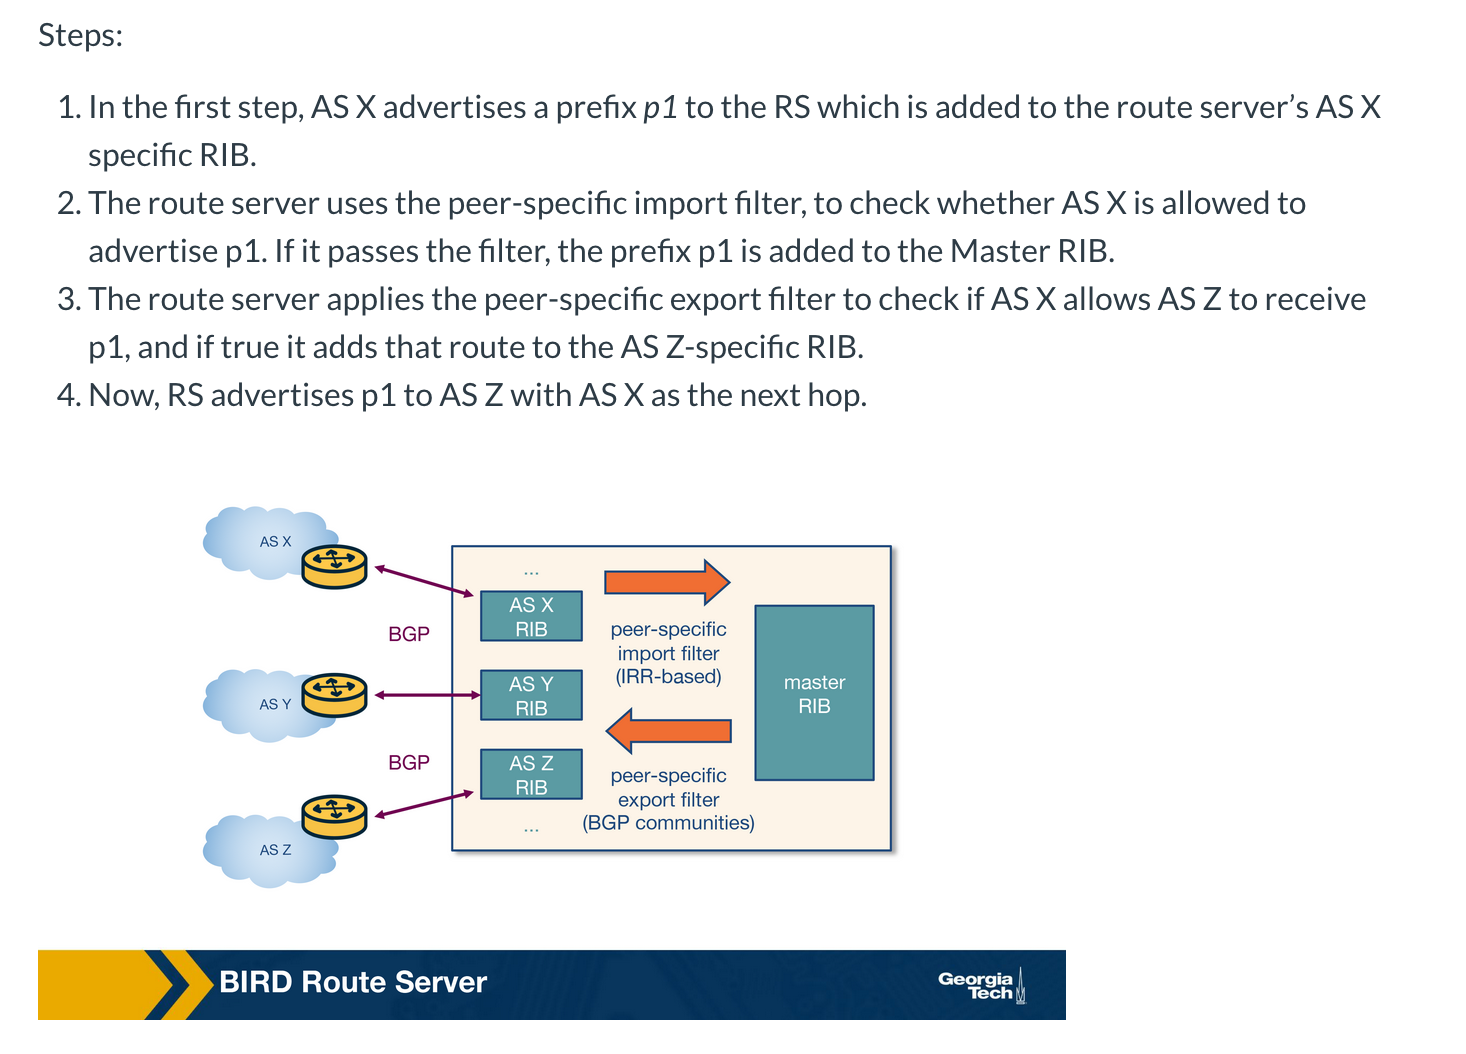 Steps:
1. In the first step, AS X advertises a prefix p1 to the RS which is added to the route server’s AS X
specific RIB.
2. The route server uses the peer-specific import filter, to check whether AS X is allowed to
advertise p1. If it passes the filter, the prefix p1 is added to the Master RIB.
3. The route server applies the peer-specific export filter to check if AS X allows AS Z to receive
p1, and if true it adds that route to the AS Z-specific RIB.
4. Now, RS advertises p1 to AS Z with AS X as the next hop.
AS X
BGP
AS Y
BGP
AS Z
...
AS X
RIB
AS Y
RIB
AS Z
RIB
...
peer-specific
import filter
(IRR-based)
peer-specific
export filter
(BGP communities)
master
RIB
BIRD Route Server
Georgia
Tech